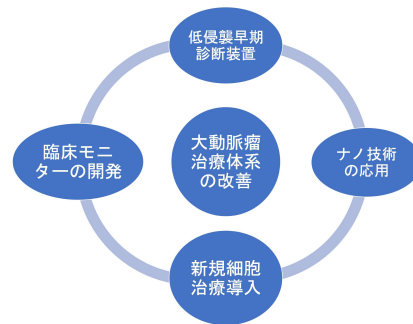 低侵襲早期
診断装置
臨床モニ
ターの開発
大動脈瘤
治療体系
の改善
ナノ技術
の応用
新規細胞
治療導入